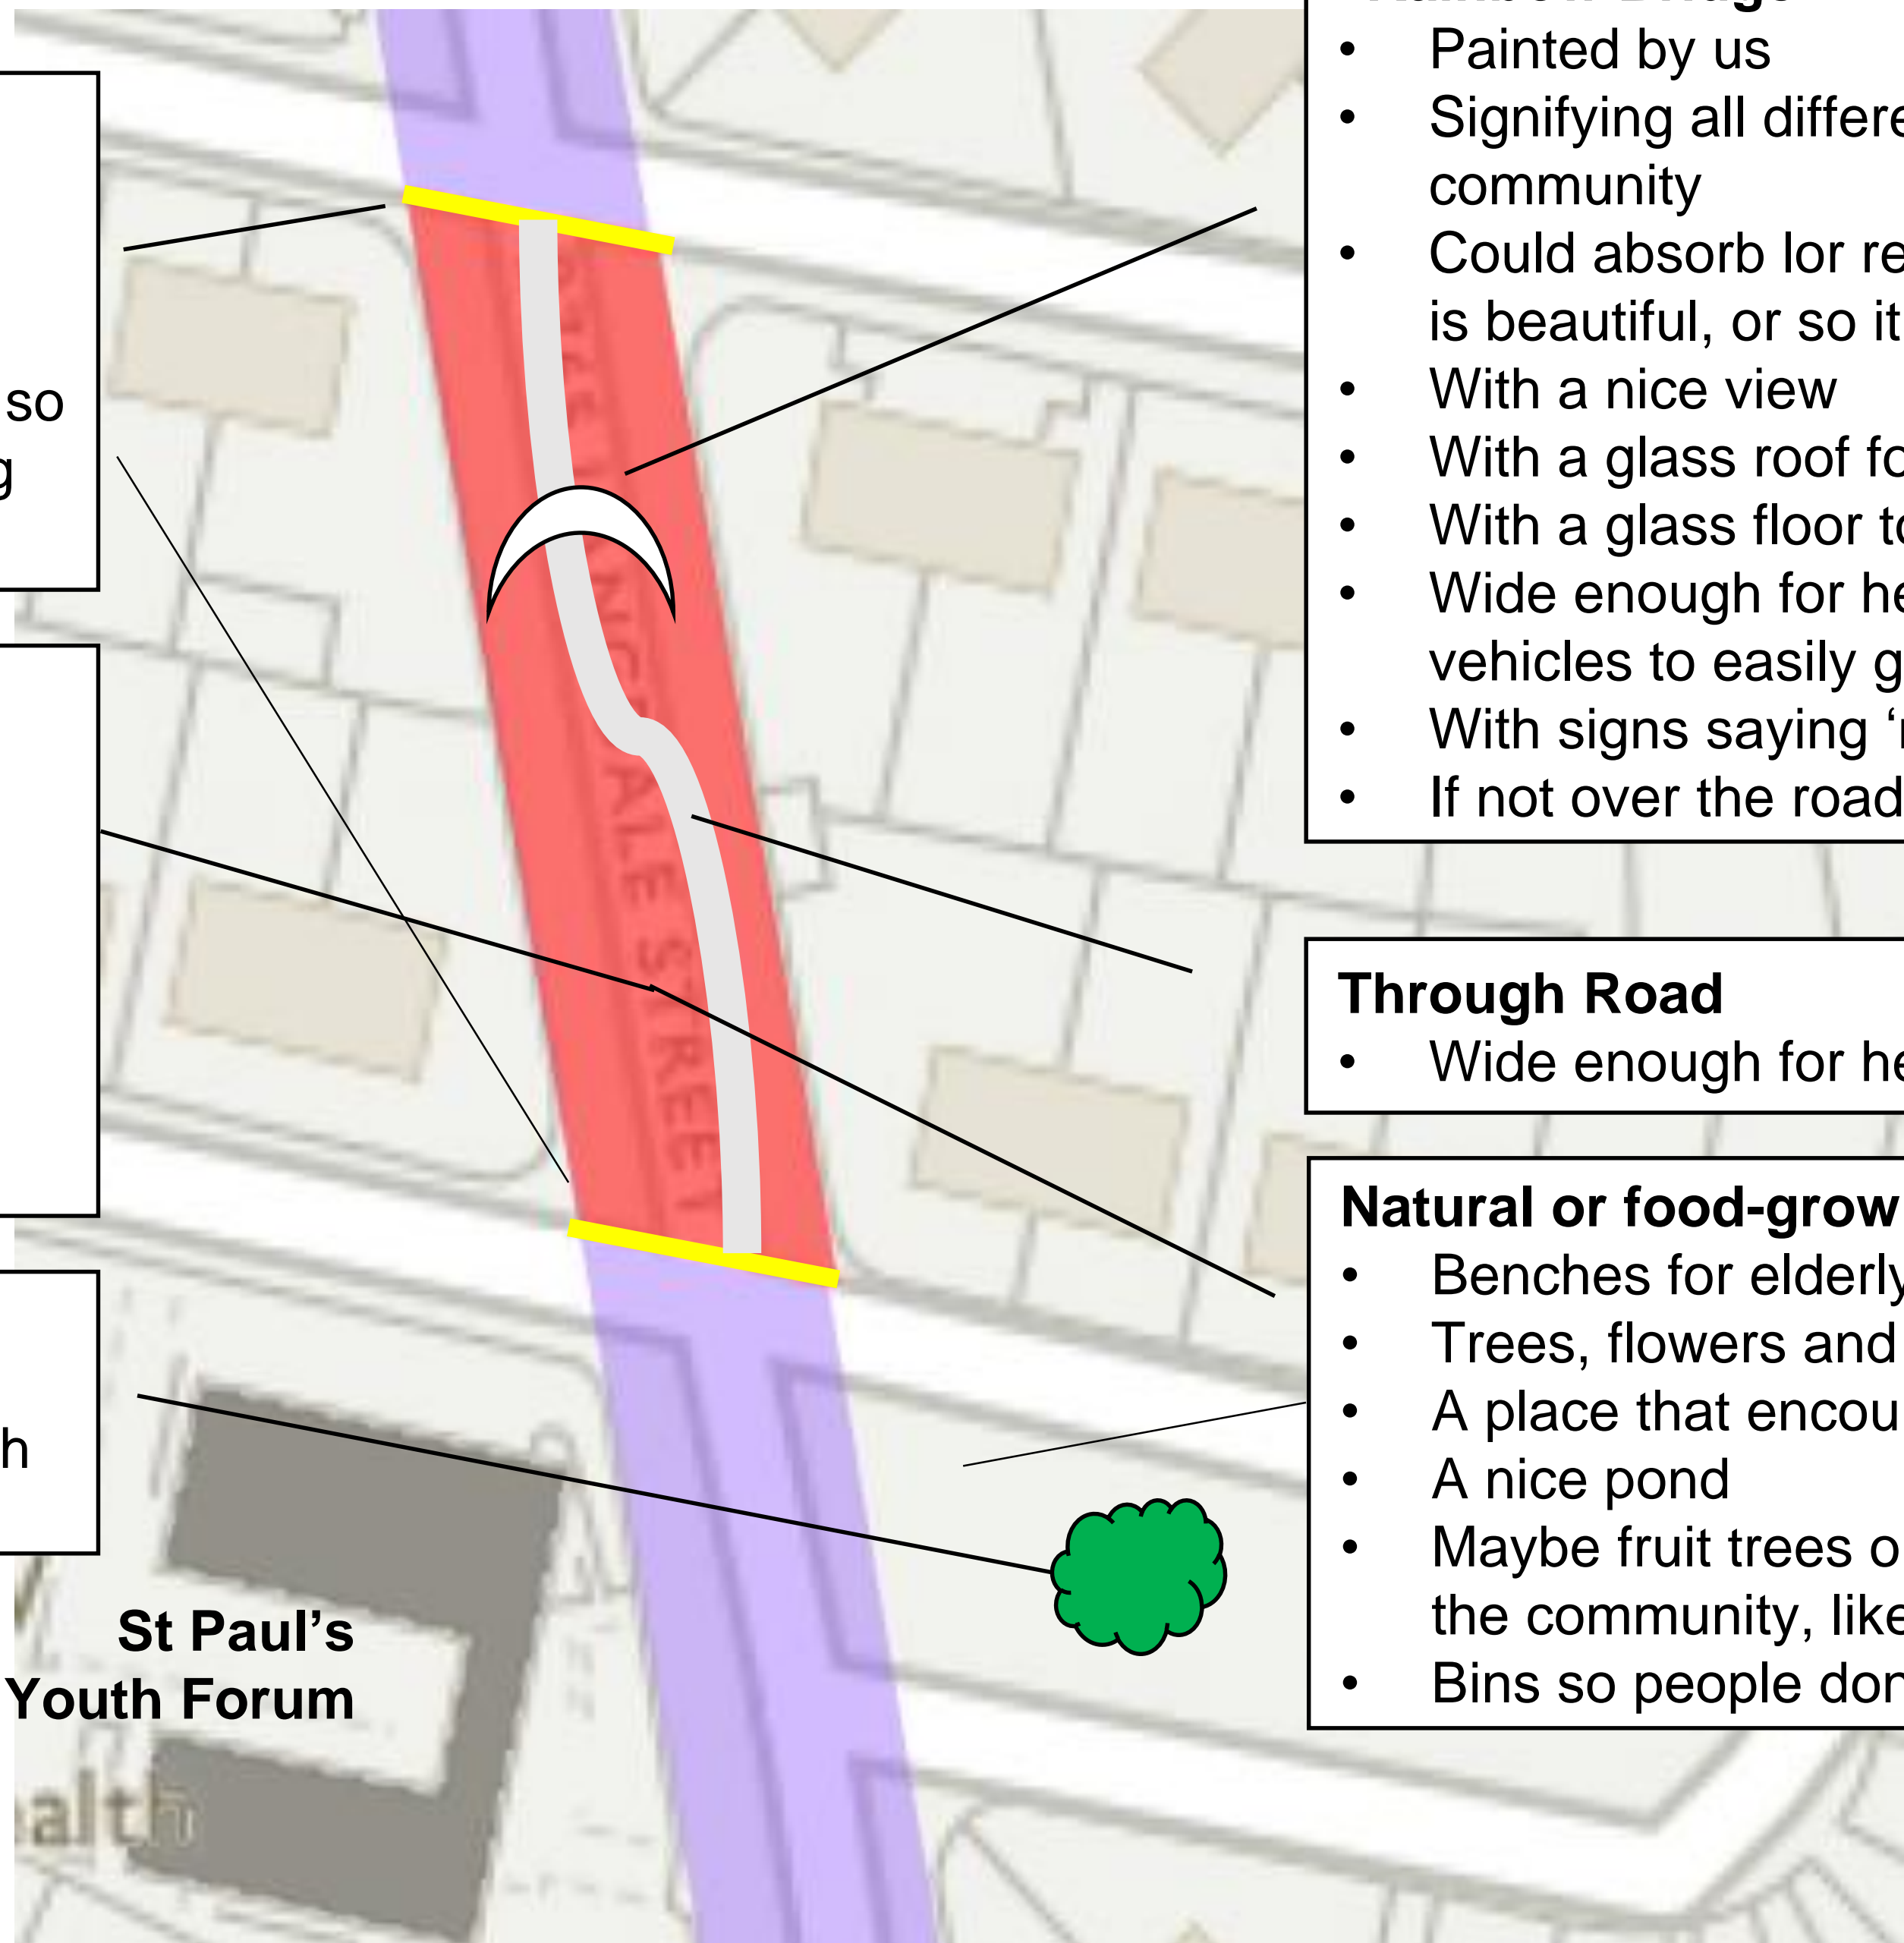 so
g
h
Painted by us
• Signifying all differe
community
• Could absorb lor re
is beautiful, or so it
• With a nice view
• With a glass roof fo
• With a glass floor to
• Wide enough for he
vehicles to easily g
• With signs saying ‘
• If not over the road
Through Road
• Wide enough for he
Natural or food-grow
• Benches for elderly
• Trees, flowers and
• A place that encou
• A nice pond
• Maybe fruit trees o
the community, like
• Bins so people don
STREET
St Paul’s
Youth Forum
alth